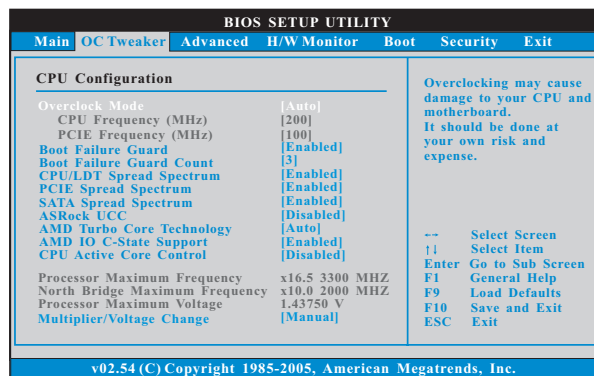 BIOS SETUP UTILITY
Main OC Tweaker Advanced H/W Monitor Boot Security Exit
CPU Configuration
Overclock Mode [Auto]
CPU Frequency (MHz) [200]
PCIE Frequency (MHz) [100]
Boot Failure Guard [Enabled]
Boot Failure Guard Count [3]
CPU/LDT Spread Spectrum [Enabled]
PCIE Spread Spectrum [Enabled]
SATA Spread Spectrum [Enabled]
ASRock UCC [Disabled]
AMD Turbo Core Technology [Auto]
AMD IO C-State Support [Enabled]
CPU Active Core Control [Disabled]
Processor Maximum Frequency x16.5 3300 MHZ
North Bridge Maximum Frequency x10.0 2000 MHZ
Processor Maximum Voltage 1.43750 V
Multiplier/Voltage Change [Manual]
Overclocking may cause
damage to your CPU and
motherboard.
It should be done at
your own risk and
expense.
←→ Select Screen
↑↓ Select Item
Enter Go to Sub Screen
F1 General Help
F9 Load Defaults
F10 Save and Exit
ESC Exit
v02.54 (C) Copyright 1985-2005, American Megatrends, Inc.